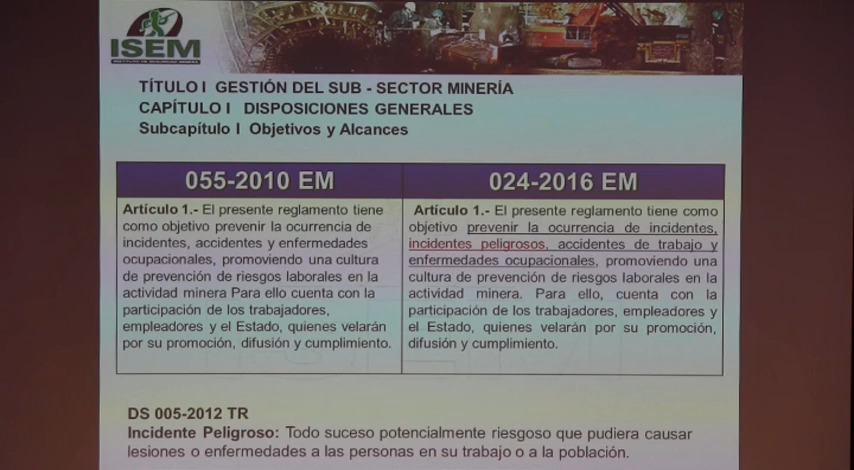 ISEM
INSTITUTO DE SEGURIDAD MINERA
TÍTULO I GESTIÓN DEL SUB - SECTOR MINERÍA
CAPÍTULO I DISPOSICIONES GENERALES
Subcapítulo I Objetivos y Alcances
055-2010 EM
Artículo 1.- El presente reglamento tiene
como objetivo prevenir la ocurrencia de
incidentes, accidentes y enfermedades
ocupacionales, promoviendo una cultura
de prevención de riesgos laborales en la
actividad minera Para ello cuenta con la
participación de los trabajadores,
empleadores y el Estado, quienes velarán
por su promoción, difusión y cumplimiento.
024-2016 EM
Artículo 1.- El presente reglamento tiene como
objetivo prevenir la ocurrencia de incidentes,
incidentes peligrosos, accidentes de trabajo y
enfermedades ocupacionales, promoviendo una
cultura de prevención de riesgos laborales en la
actividad minera. Para ello, cuenta con la
participación de los trabajadores, empleadores y
el Estado, quienes velarán por su promoción,
difusión y cumplimiento.
DS 005-2012 TR
Incidente Peligroso: Todo suceso potencialmente riesgoso que pudiera causar
lesiones o enfermedades a las personas en su trabajo o a la población.